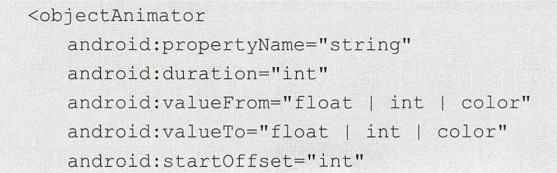 <objectAnimator
android:propertyName="string"
android:duration="int"
android:valueFrom="float | int | color"
android:valueTo="float | int | color"
android:startOffset="int"